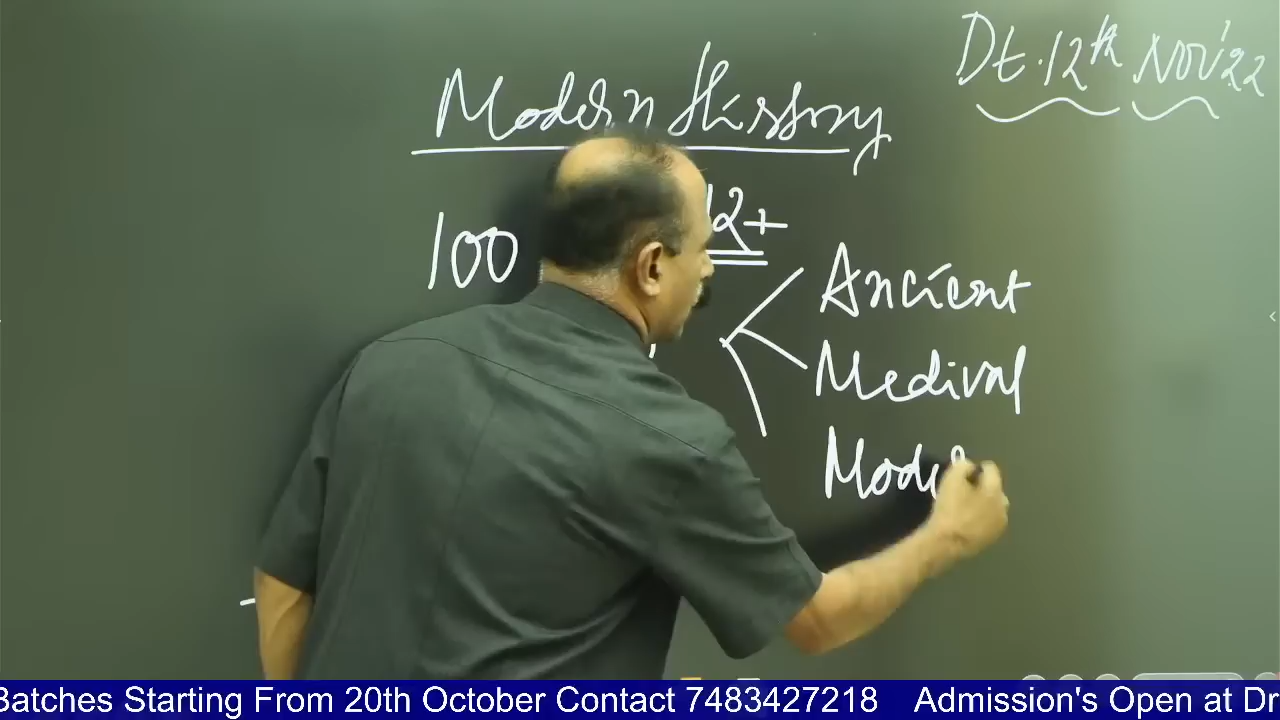 Dt. 12th Nov'22
Modern History
100 12+
Ancient
Medival
Moder
Batches Starting From 20th October Contact 7483427218 Admission's Open at Dr